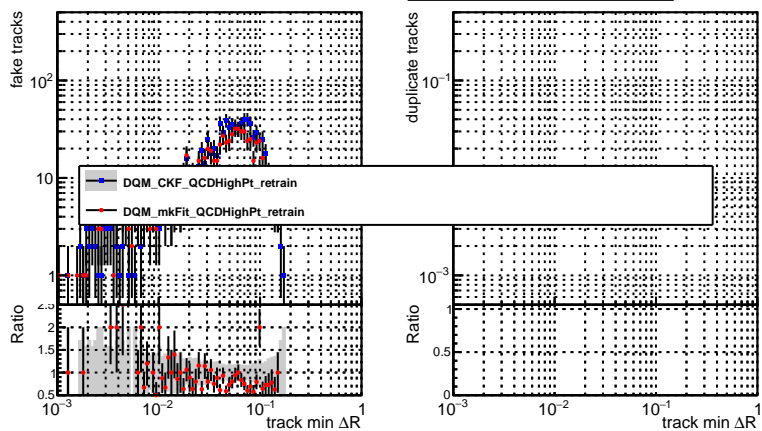 fake tracks
10²
10
1
DQM_CKF_QCDHighPt_retrain
DQM_mkFit_QCDHighPt_retrain
Ratio
2.5
2
1.5
1
0.5
10⁻³
10⁻²
10⁻¹
1
track min ΔR
duplicate tracks
10⁻¹
10⁻³
Ratio
1
0.5
0
10⁻³
10⁻²
10⁻¹
1
track min ΔR